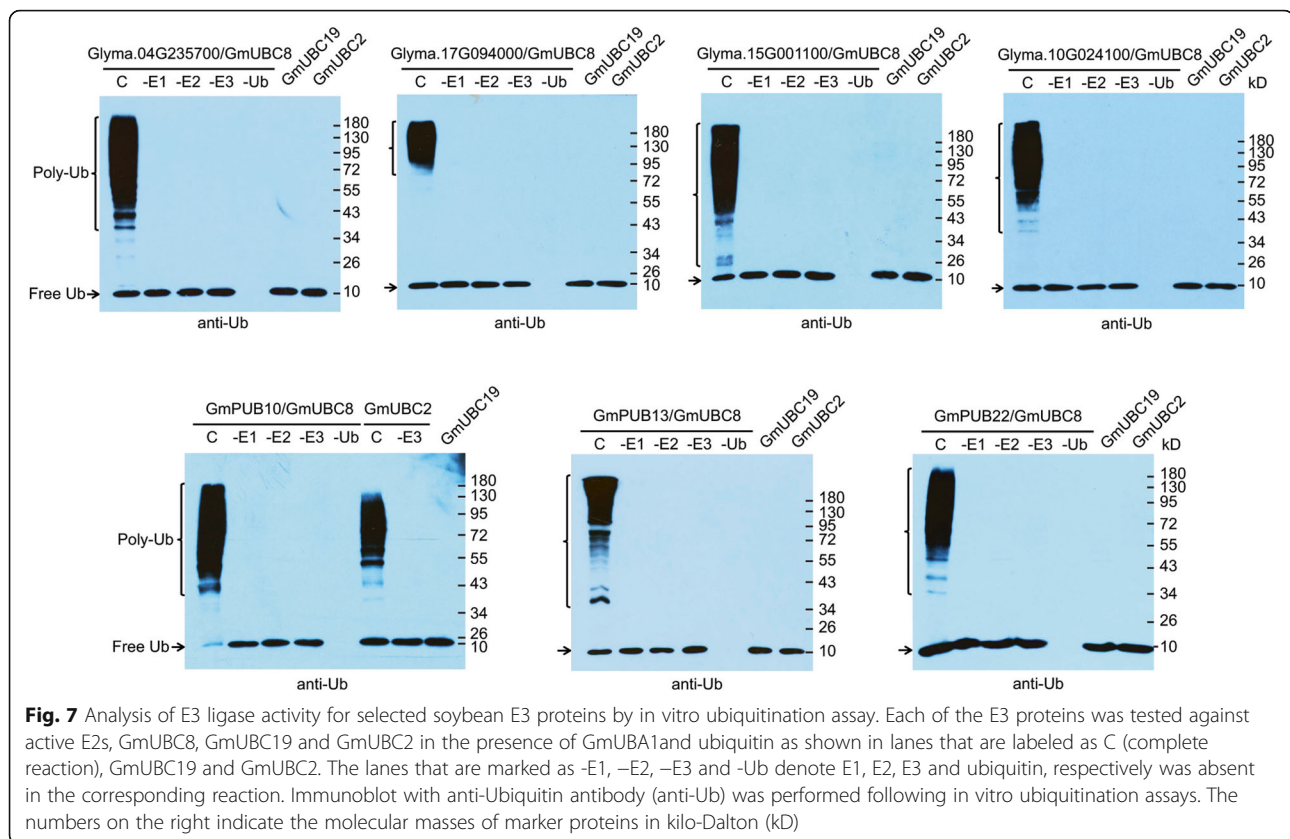 Glyma.04G235700/GmUBC8 GmUBC19 GmUBC2
C -E1 -E2 -E3 -Ub
Poly-Ub
180
130
95
72
55
43
34
26
Free Ub 10
anti-Ub
Glyma.17G094000/GmUBC8 GmUBC19 GmUBC2
C -E1 -E2 -E3 -Ub
180
130
95
72
55
43
34
26
10
anti-Ub
Glyma.15G001100/GmUBC8 GmUBC19 GmUBC2
C -E1 -E2 -E3 -Ub
180
130
95
72
55
43
34
26
10
anti-Ub
Glyma.10G024100/GmUBC8 GmUBC19 GmUBC2
C -E1 -E2 -E3 -Ub kD
180
130
95
72
55
43
34
26
10
anti-Ub
GmPUB10/GmUBC8 GmUBC2 GmUBC19
C -E1 -E2 -E3 -Ub C -E3
Poly-Ub
180
130
95
72
55
43
34
26
Free Ub 10
anti-Ub
GmPUB13/GmUBC8 GmUBC19 GmUBC2
C -E1 -E2 -E3 -Ub
180
130
95
72
55
43
34
26
10
anti-Ub
GmPUB22/GmUBC8 GmUBC19 GmUBC2
C -E1 -E2 -E3 -Ub kD
180
130
95
72
55
43
34
26
10
anti-Ub
Fig. 7 Analysis of E3 ligase activity for selected soybean E3 proteins by in vitro ubiquitination assay. Each of the E3 proteins was tested against
active E2s, GmUBC8, GmUBC19 and GmUBC2 in the presence of GmUBA1and ubiquitin as shown in lanes that are labeled as C (complete
reaction), GmUBC19 and GmUBC2. The lanes that are marked as -E1, −E2, −E3 and -Ub denote E1, E2, E3 and ubiquitin, respectively was absent
in the corresponding reaction. Immunoblot with anti-Ubiquitin antibody (anti-Ub) was performed following in vitro ubiquitination assays. The
numbers on the right indicate the molecular masses of marker proteins in kilo-Dalton (kD)